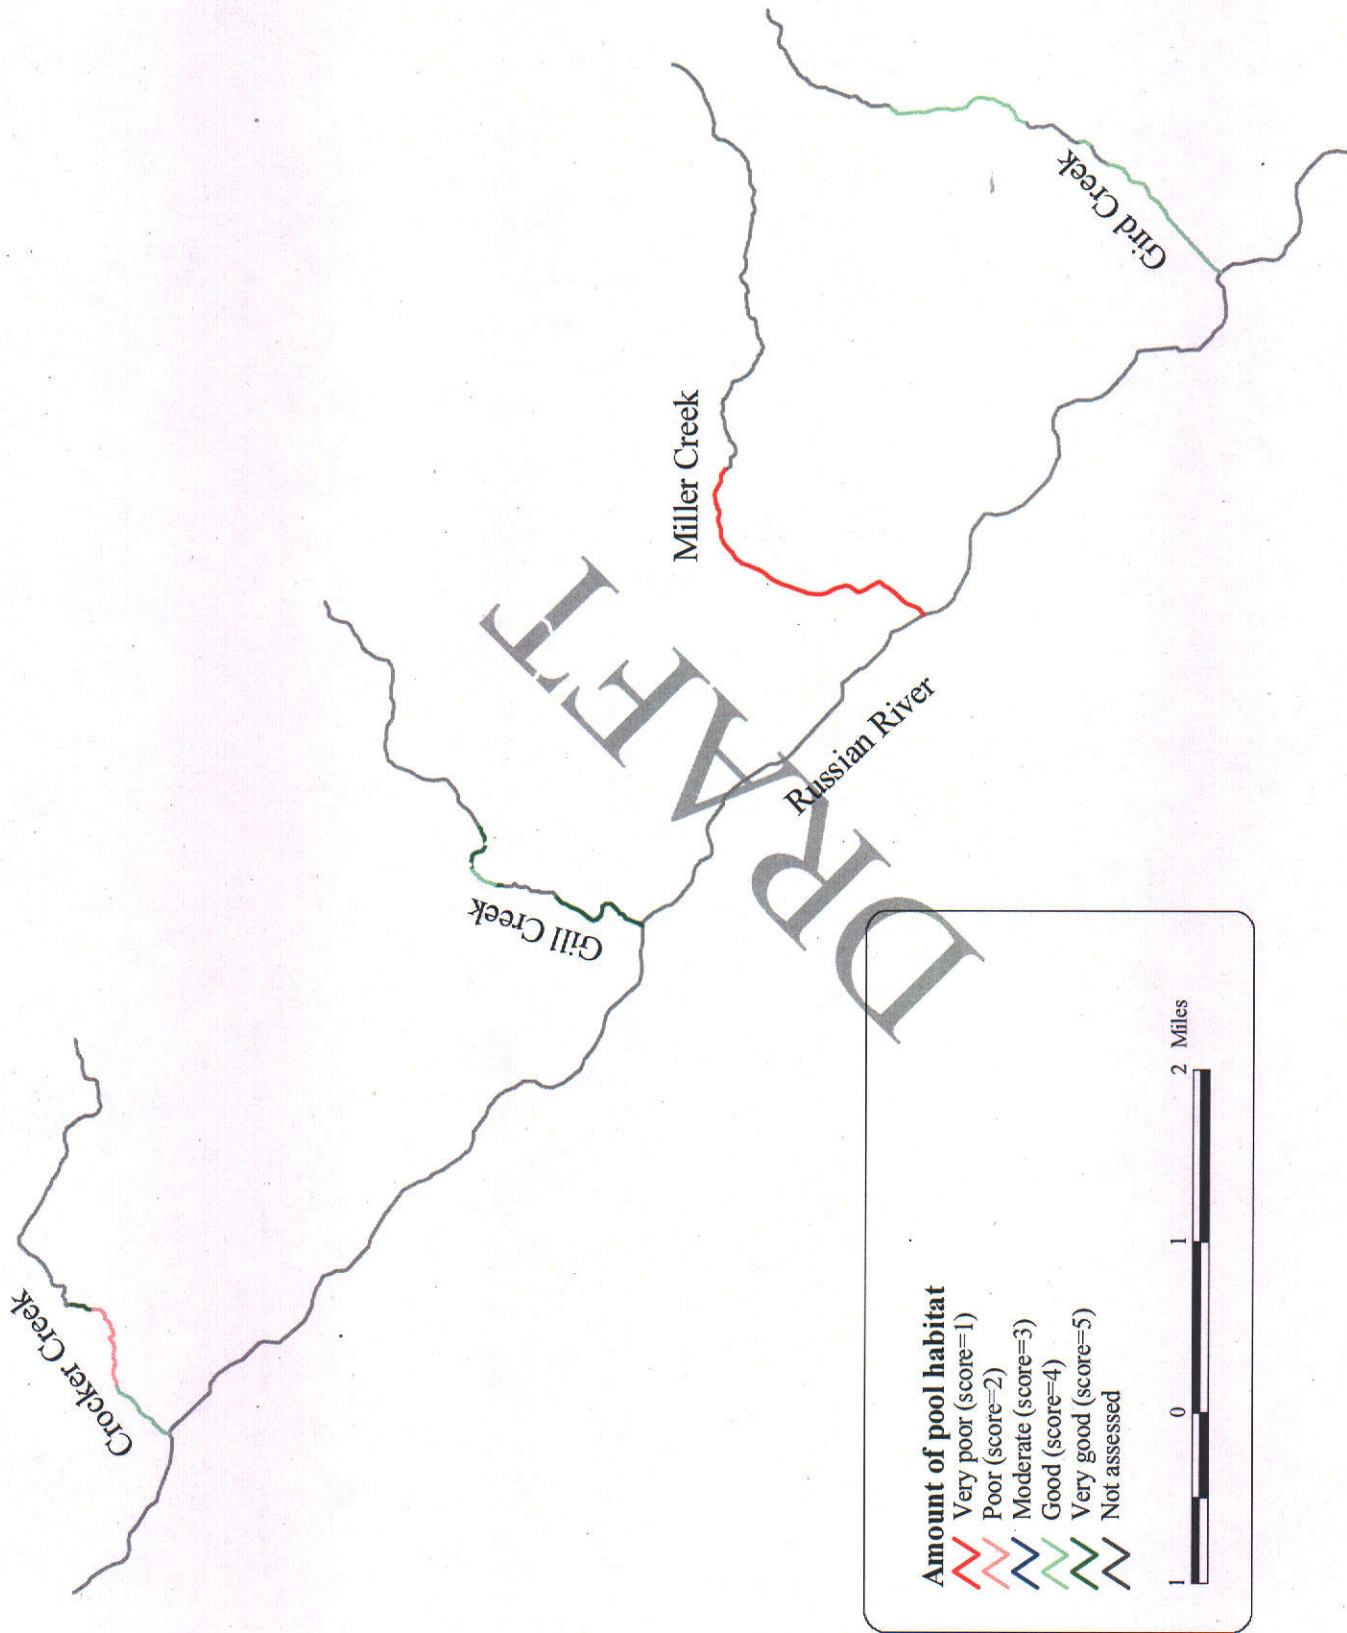 Crocker Creek
Gill Creek
Miller Creek
Gird Creek
Russian River
DRAFT
Amount of pool habitat
Very poor (score=1)
Poor (score=2)
Moderate (score=3)
Good (score=4)
Very good (score=5)
Not assessed
1 0 1 2 Miles